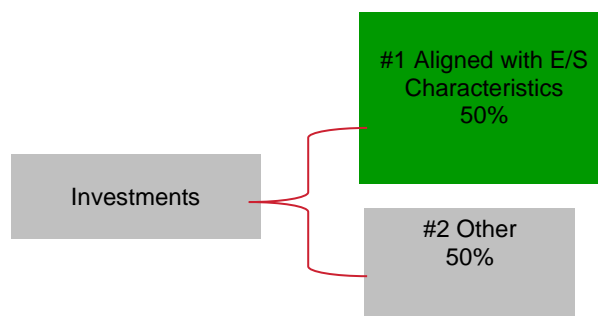 #1 Aligned with E/S
Characteristics
50%
Investments
#2 Other
50%